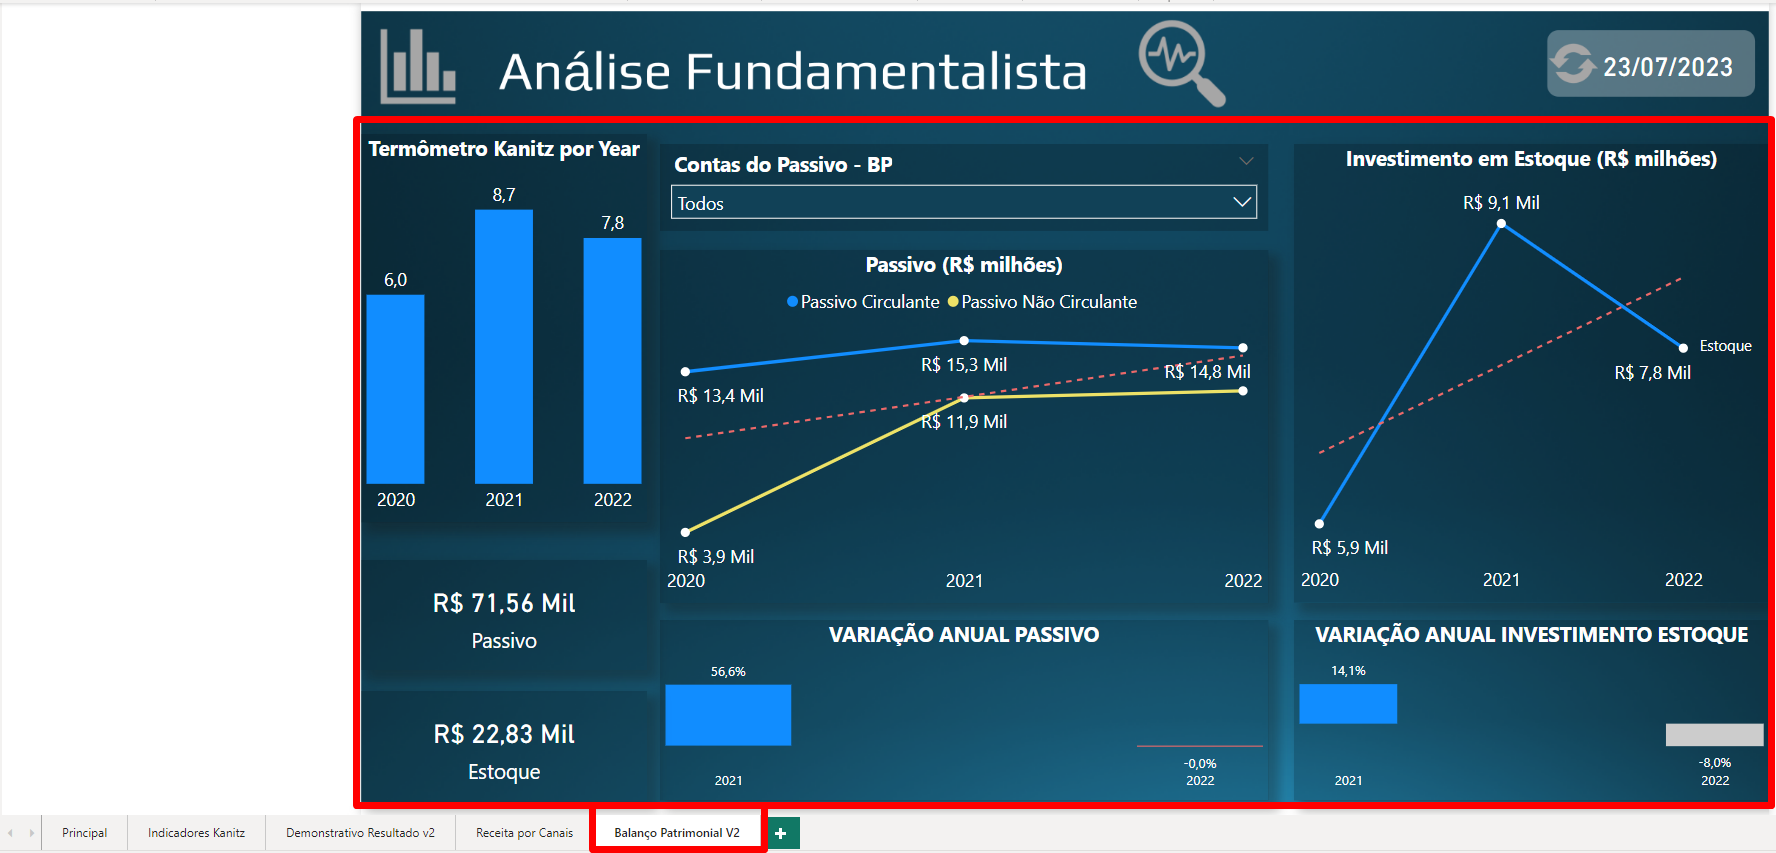 Análise Fundamentalista
23/07/2023
Termômetro Kanitz por Year
8,7
7,8
6,0
2020 2021 2022
R$ 71,56 Mil
Passivo
R$ 22,83 Mil
Estoque
Contas do Passivo - BP
Todos
Passivo (R$ milhões)
Passivo Circulante Passivo Não Circulante
R$ 13,4 Mil
R$ 15,3 Mil
R$ 14,8 Mil
R$ 11,9 Mil
R$ 3,9 Mil
2020 2021 2022
VARIAÇÃO ANUAL PASSIVO
56,6%
-0,0%
2021 2022
Investimento em Estoque (R$ milhões)
R$ 9,1 Mil
Estoque
R$ 7,8 Mil
R$ 5,9 Mil
2020 2021 2022
VARIAÇÃO ANUAL INVESTIMENTO ESTOQUE
14,1%
-8,0%
2021 2022
Principal Indicadores Kanitz Demonstrativo Resultado v2 Receita por Canais Balanço Patrimonial V2 +